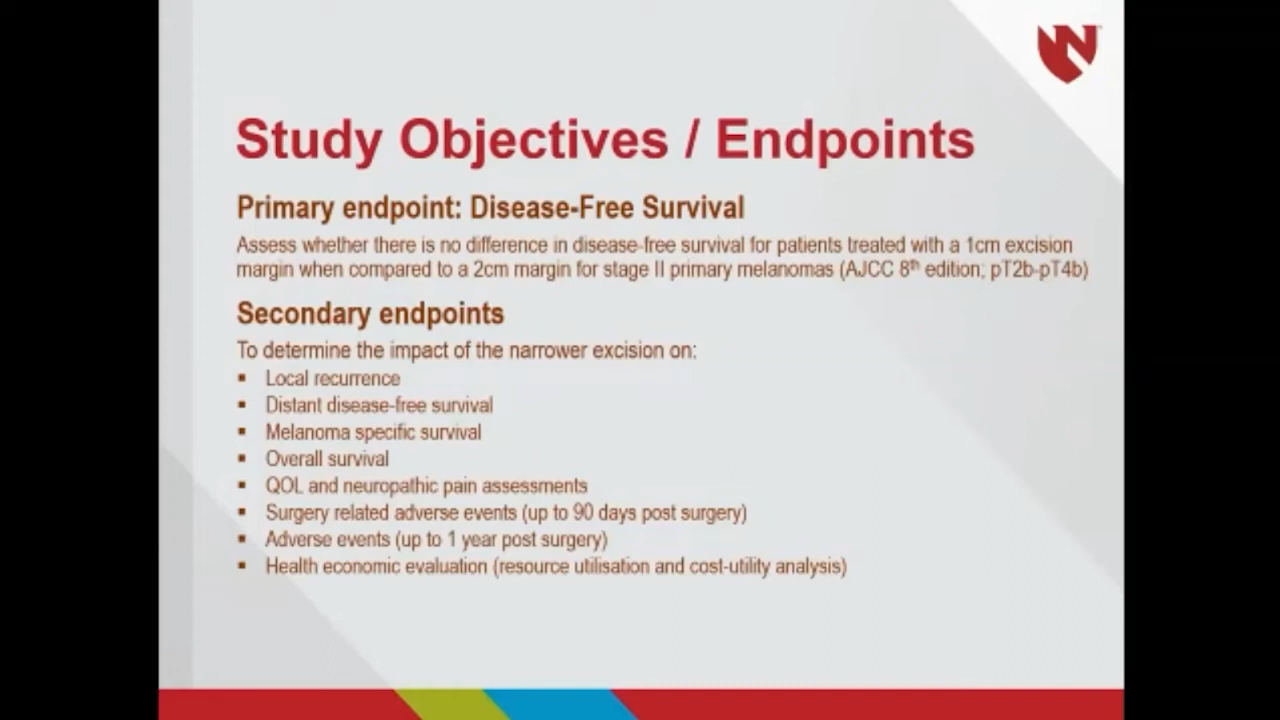 Study Objectives / Endpoints
Primary endpoint: Disease-Free Survival
Assess whether there is no difference in disease-free survival for patients treated with a 1cm excision
margin when compared to a 2cm margin for stage II primary melanomas (AJCC 8th edition; pT2b-pT4b)
Secondary endpoints
To determine the impact of the narrower excision on:
▪ Local recurrence
▪ Distant disease-free survival
▪ Melanoma specific survival
▪ Overall survival
▪ QOL and neuropathic pain assessments
▪ Surgery related adverse events (up to 90 days post surgery)
▪ Adverse events (up to 1 year post surgery)
▪ Health economic evaluation (resource utilisation and cost-utility analysis)